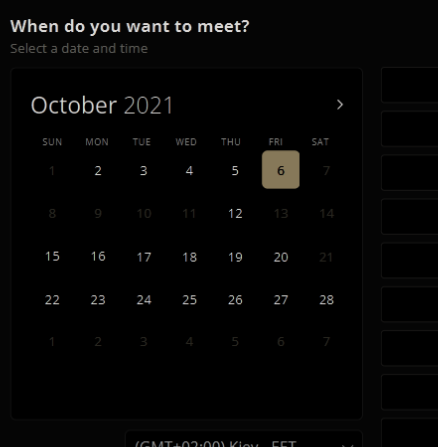 When do you want to meet?
Select a date and time
October 2021 >
SUN MON TUE WED THU FRI SAT
1 2 3 4 5 6 7
8 9 10 11 12 13 14
15 16 17 18 19 20 21
22 23 24 25 26 27 28
1 2 3 4 5 6 7
(GMT+02:00) Kiev - EET